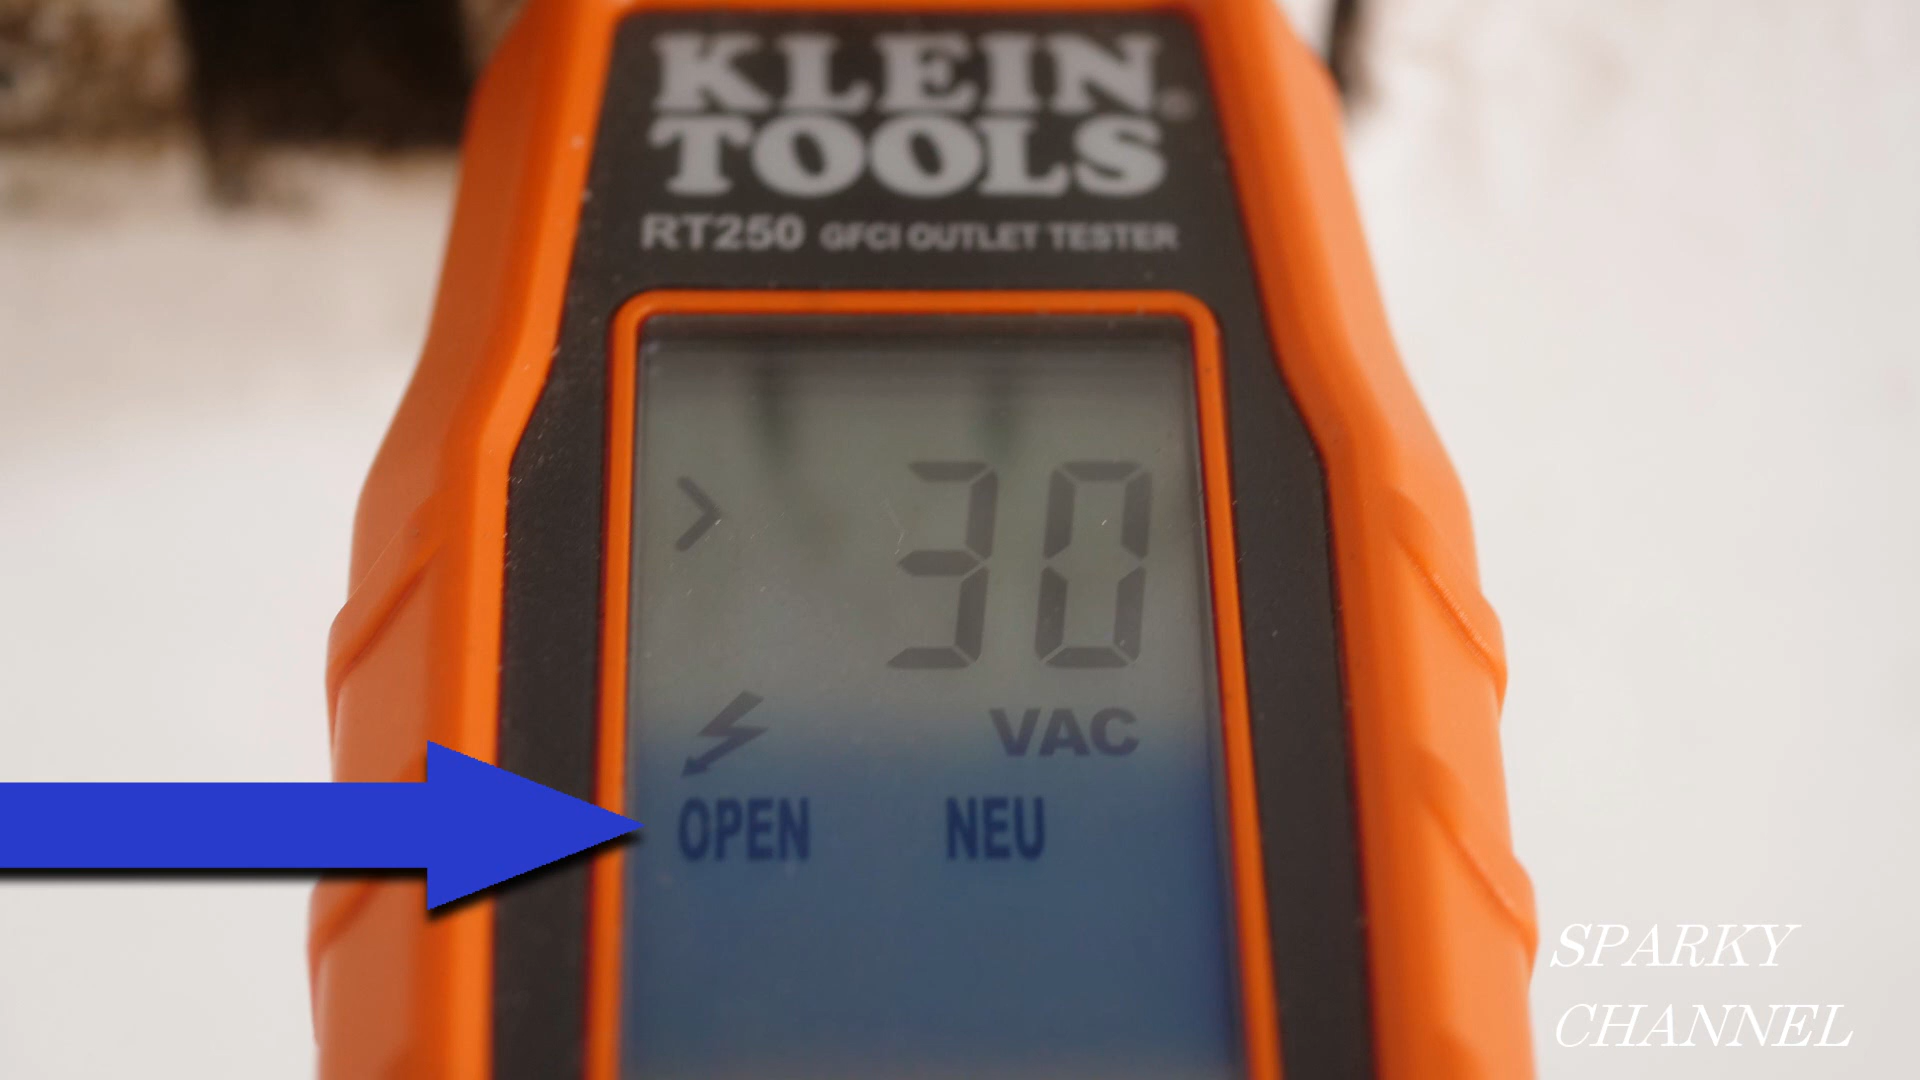 KLEIN
TOOLS®
RT250 GFCI OUTLET TESTER
> 30
VAC
OPEN NEU
SPARKY
CHANNEL